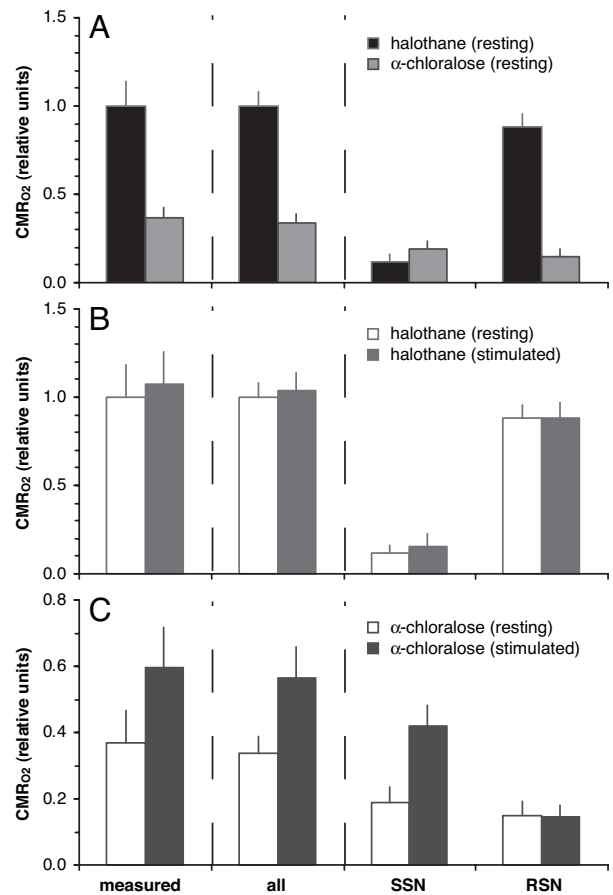 A
1.5
1.0
0.5
0.0
CMRO2 (relative units)
halothane (resting)
α-chloralose (resting)
B
1.5
1.0
0.5
0.0
CMRO2 (relative units)
halothane (resting)
halothane (stimulated)
C
0.8
0.6
0.4
0.2
0.0
CMRO2 (relative units)
α-chloralose (resting)
α-chloralose (stimulated)
measured all SSN RSN